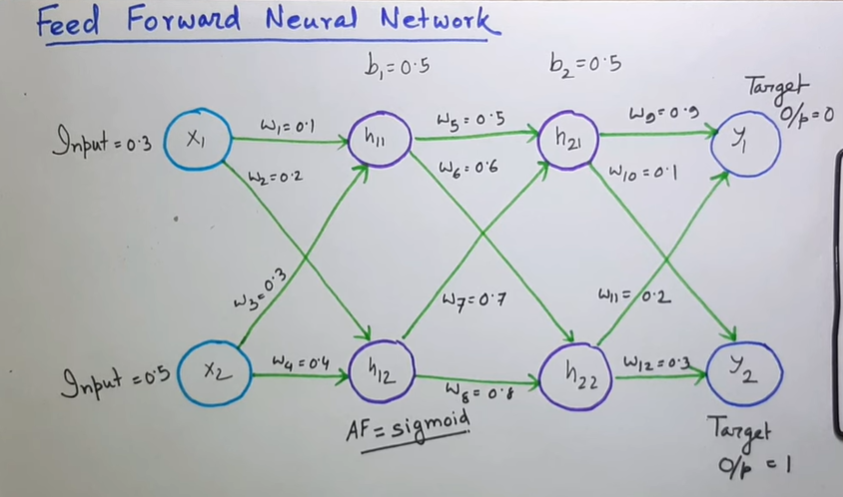 Feed Forward Neural Network
b₁=0.5
b₂=0.5
Target
O/p=0
Input=0.3
x₁
w₁=0.1
h₁₁
w₅=0.5
h₂₁
w₉=0.9
y₁
w₂=0.2
w₆=0.6
w₁₀=0.1
w₃=0.3
w₇=0.7
w₁₁=0.2
Input=0.5
x₂
w₄=0.4
h₁₂
w₈=0.8
h₂₂
w₁₂=0.3
y₂
AF=sigmoid
Target
O/p=1